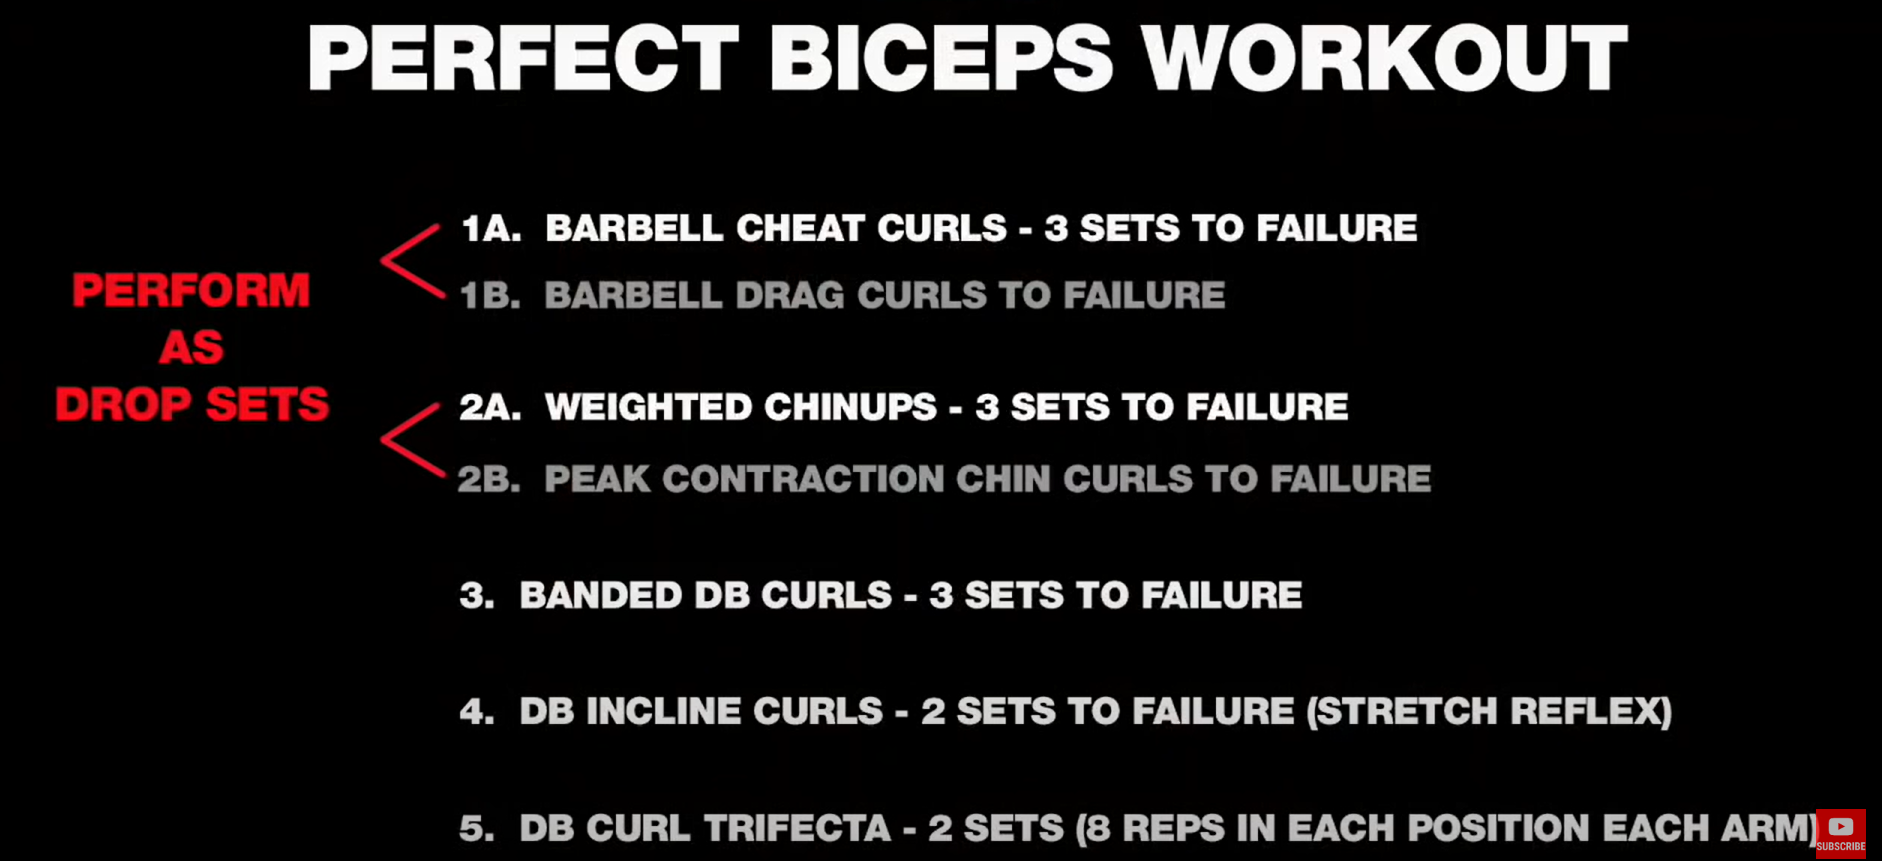 PERFECT BICEPS WORKOUT
PERFORM
AS
DROP SETS
1A. BARBELL CHEAT CURLS - 3 SETS TO FAILURE
1B. BARBELL DRAG CURLS TO FAILURE
2A. WEIGHTED CHINUPS - 3 SETS TO FAILURE
2B. PEAK CONTRACTION CHIN CURLS TO FAILURE
3. BANDED DB CURLS - 3 SETS TO FAILURE
4. DB INCLINE CURLS - 2 SETS TO FAILURE (STRETCH REFLEX)
5. DB CURL TRIFECTA - 2 SETS (8 REPS IN EACH POSITION EACH ARM)
SUBSCRIBE